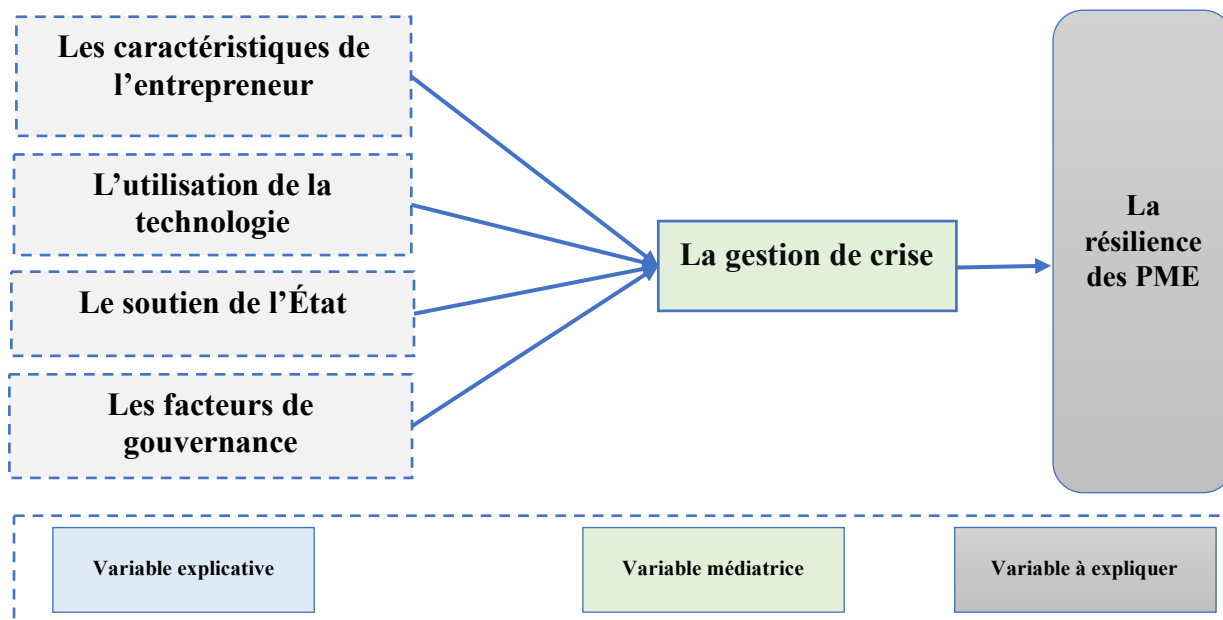 Les caractéristiques de
l’entrepreneur
L’utilisation de la
technologie
Le soutien de l’État
Les facteurs de
gouvernance
La gestion de crise
La
résilience
des PME
Variable explicative
Variable médiatrice
Variable à expliquer